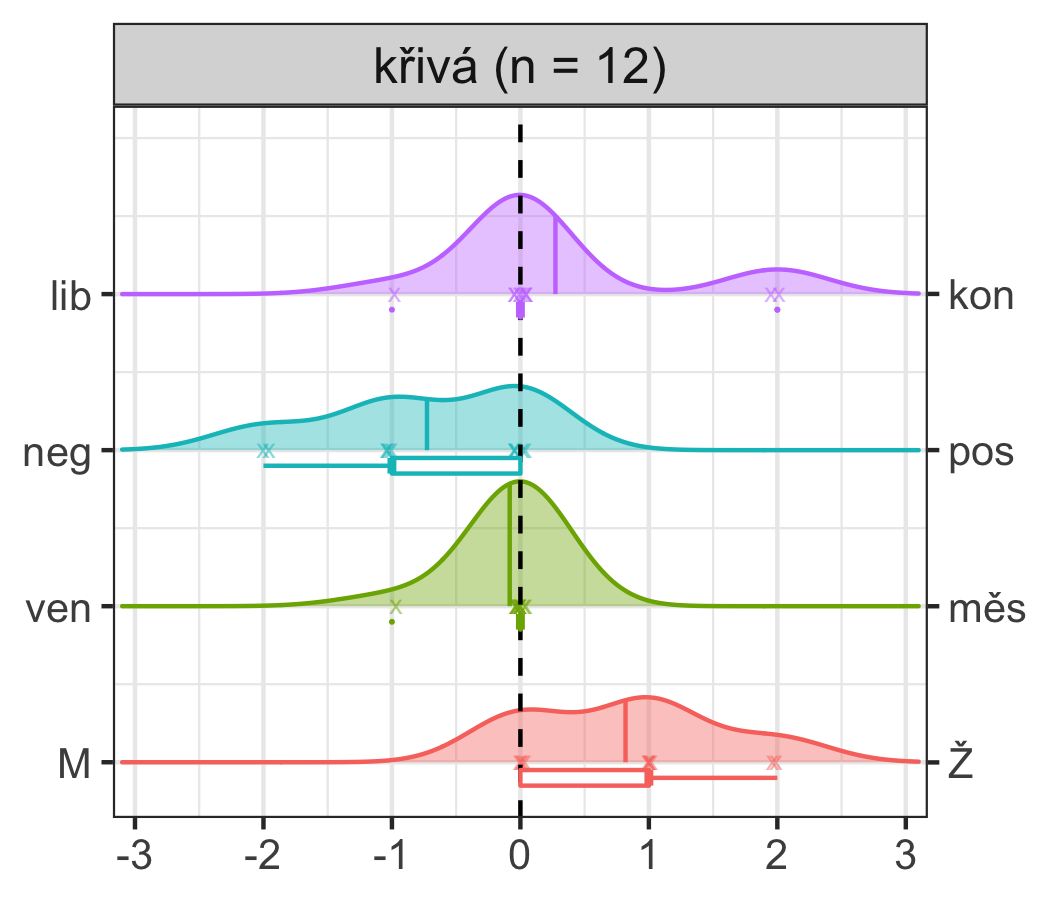 křivá (n = 12)
lib kon
neg pos
ven měs
M Ž
-3 -2 -1 0 1 2 3